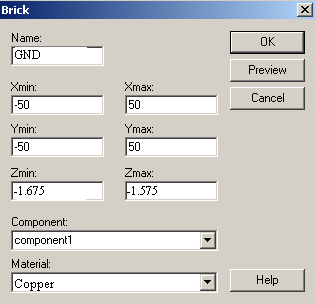 Brick
Name:
GND
OK
Preview
Xmin: Xmax:
-50 50
Cancel
Ymin: Ymax:
-50 50
Zmin: Zmax:
-1.675 -1.575
Component:
component1
Material:
Copper
Help